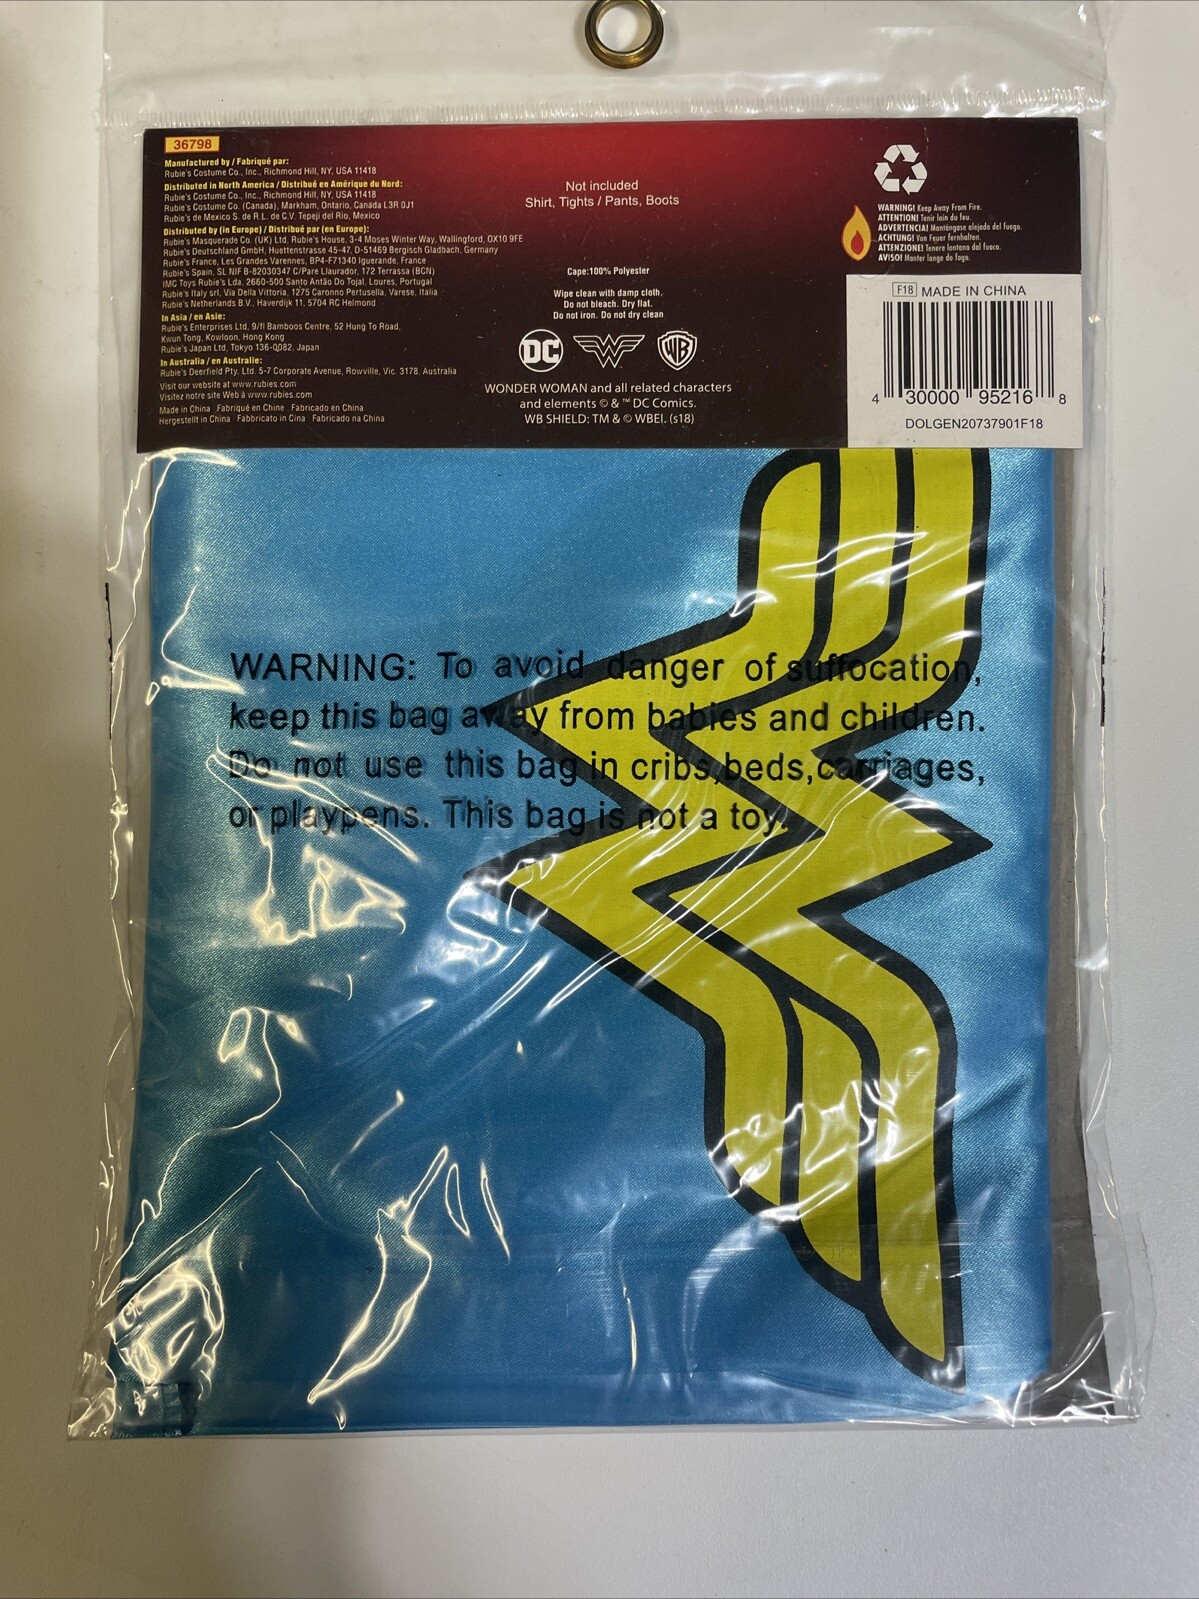 36798
Manufactured by / Fabriqué par:
Rubie's Costume Co., Inc., Richmond Hill, NY, USA 11418
Distributed in North America / Distribué en Amérique du Nord:
Rubie's Costume Co., Inc., Richmond Hill, NY, USA 11418
Rubie's Costume Co. (Canada), Markham, Ontario, Canada L3R 0J1
Rubie's de Mexico S. de R.L. de C.V. Tepeji del Rio, Mexico
Distributed by (in Europe) / Distribué par (en Europe):
Rubie's Masquerade Co. (UK) Ltd. Rubie's House, 3-4 Moses Winter Way, Wallingford, OX10 9FE
Rubie's Deutschland GmbH, Huettenstrasse 45-47, D-51469 Bergisch Gladbach, Germany
Rubie's France, Les Grandes Varennes, BP4-F71340 Iguerande, France
Rubie's Spain, SL NIF B-82030347 C/Pare Llaurador, 172 Terrassa (BCN)
IMC Toys Rubie's Lda, 2660-500 Santo Antão Do Tojal, Loures, Portugal
Rubie's Italy srl, Via Della Vittoria, 1275 Caronno Pertusella, Varese, Italia
Rubie's Netherlands B.V., Haverdijk 11, 5704 RC Helmond
In Asia / en Asie:
Rubie's Enterprises Ltd, 9/fl Bamboos Centre, 52 Hung To Road,
Kwun Tong, Kowloon, Hong Kong
Rubie's Japan Ltd, Tokyo 136-0082, Japan
In Australia / en Australie:
Rubie's Deerfield Pty. Ltd. 5-7 Corporate Avenue, Rowville, Vic. 3178, Australia
Visit our website at www.rubies.com
Visitez notre site Web à www.rubies.com
Made in China Fabriqué en Chine Fabricado en China
Hergestellt in China Fabbricato in Cina Fabricado na China
Not included
Shirt, Tights / Pants, Boots
Cape:100% Polyester
Wipe clean with damp cloth.
Do not bleach. Dry flat.
Do not iron. Do not dry clean
DC
WB
WONDER WOMAN and all related characters
and elements © & ™ DC Comics.
WB SHIELD: TM & © WBEI. (s18)
WARNING! Keep Away From Fire.
ATTENTION! Tenir loin du feu.
ADVERTENCIA! Manténgase alejado del fuego.
ACHTUNG! Von Feuer fernhalten.
ATTENZIONE! Tenere lontano dal fuoco.
AVISO! Manter longe do fogo.
F18 MADE IN CHINA
4 30000 95216 8
DOLGEN20737901F18
WARNING: To avoid danger of suffocation,
keep this bag away from babies and children.
Do not use this bag in cribs,beds,carriages,
or playpens. This bag is not a toy.